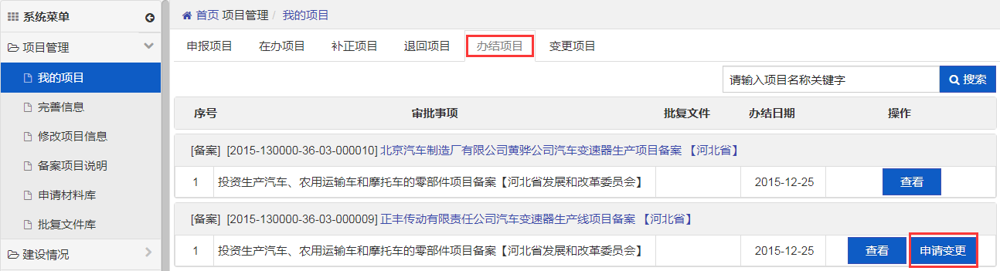 系统菜单
项目管理
我的项目
完善信息
修改项目信息
备案项目说明
申请材料库
批复文件库
建设情况
首页 项目管理 / 我的项目
申报项目 在办项目 补正项目 退回项目 办结项目 变更项目
请输入项目名称关键字 搜索
序号 审批事项 批复文件 办结日期 操作
[备案] [2015-130000-36-03-000010] 北京汽车制造厂有限公司黄骅公司汽车变速器生产项目备案 【河北省】
1 投资生产汽车、农用运输车和摩托车的零部件项目备案【河北省发展和改革委员会】 2015-12-25 查看
[备案] [2015-130000-36-03-000009] 正丰传动有限责任公司汽车变速器生产线项目备案 【河北省】
1 投资生产汽车、农用运输车和摩托车的零部件项目备案【河北省发展和改革委员会】 2015-12-25 查看 申请变更